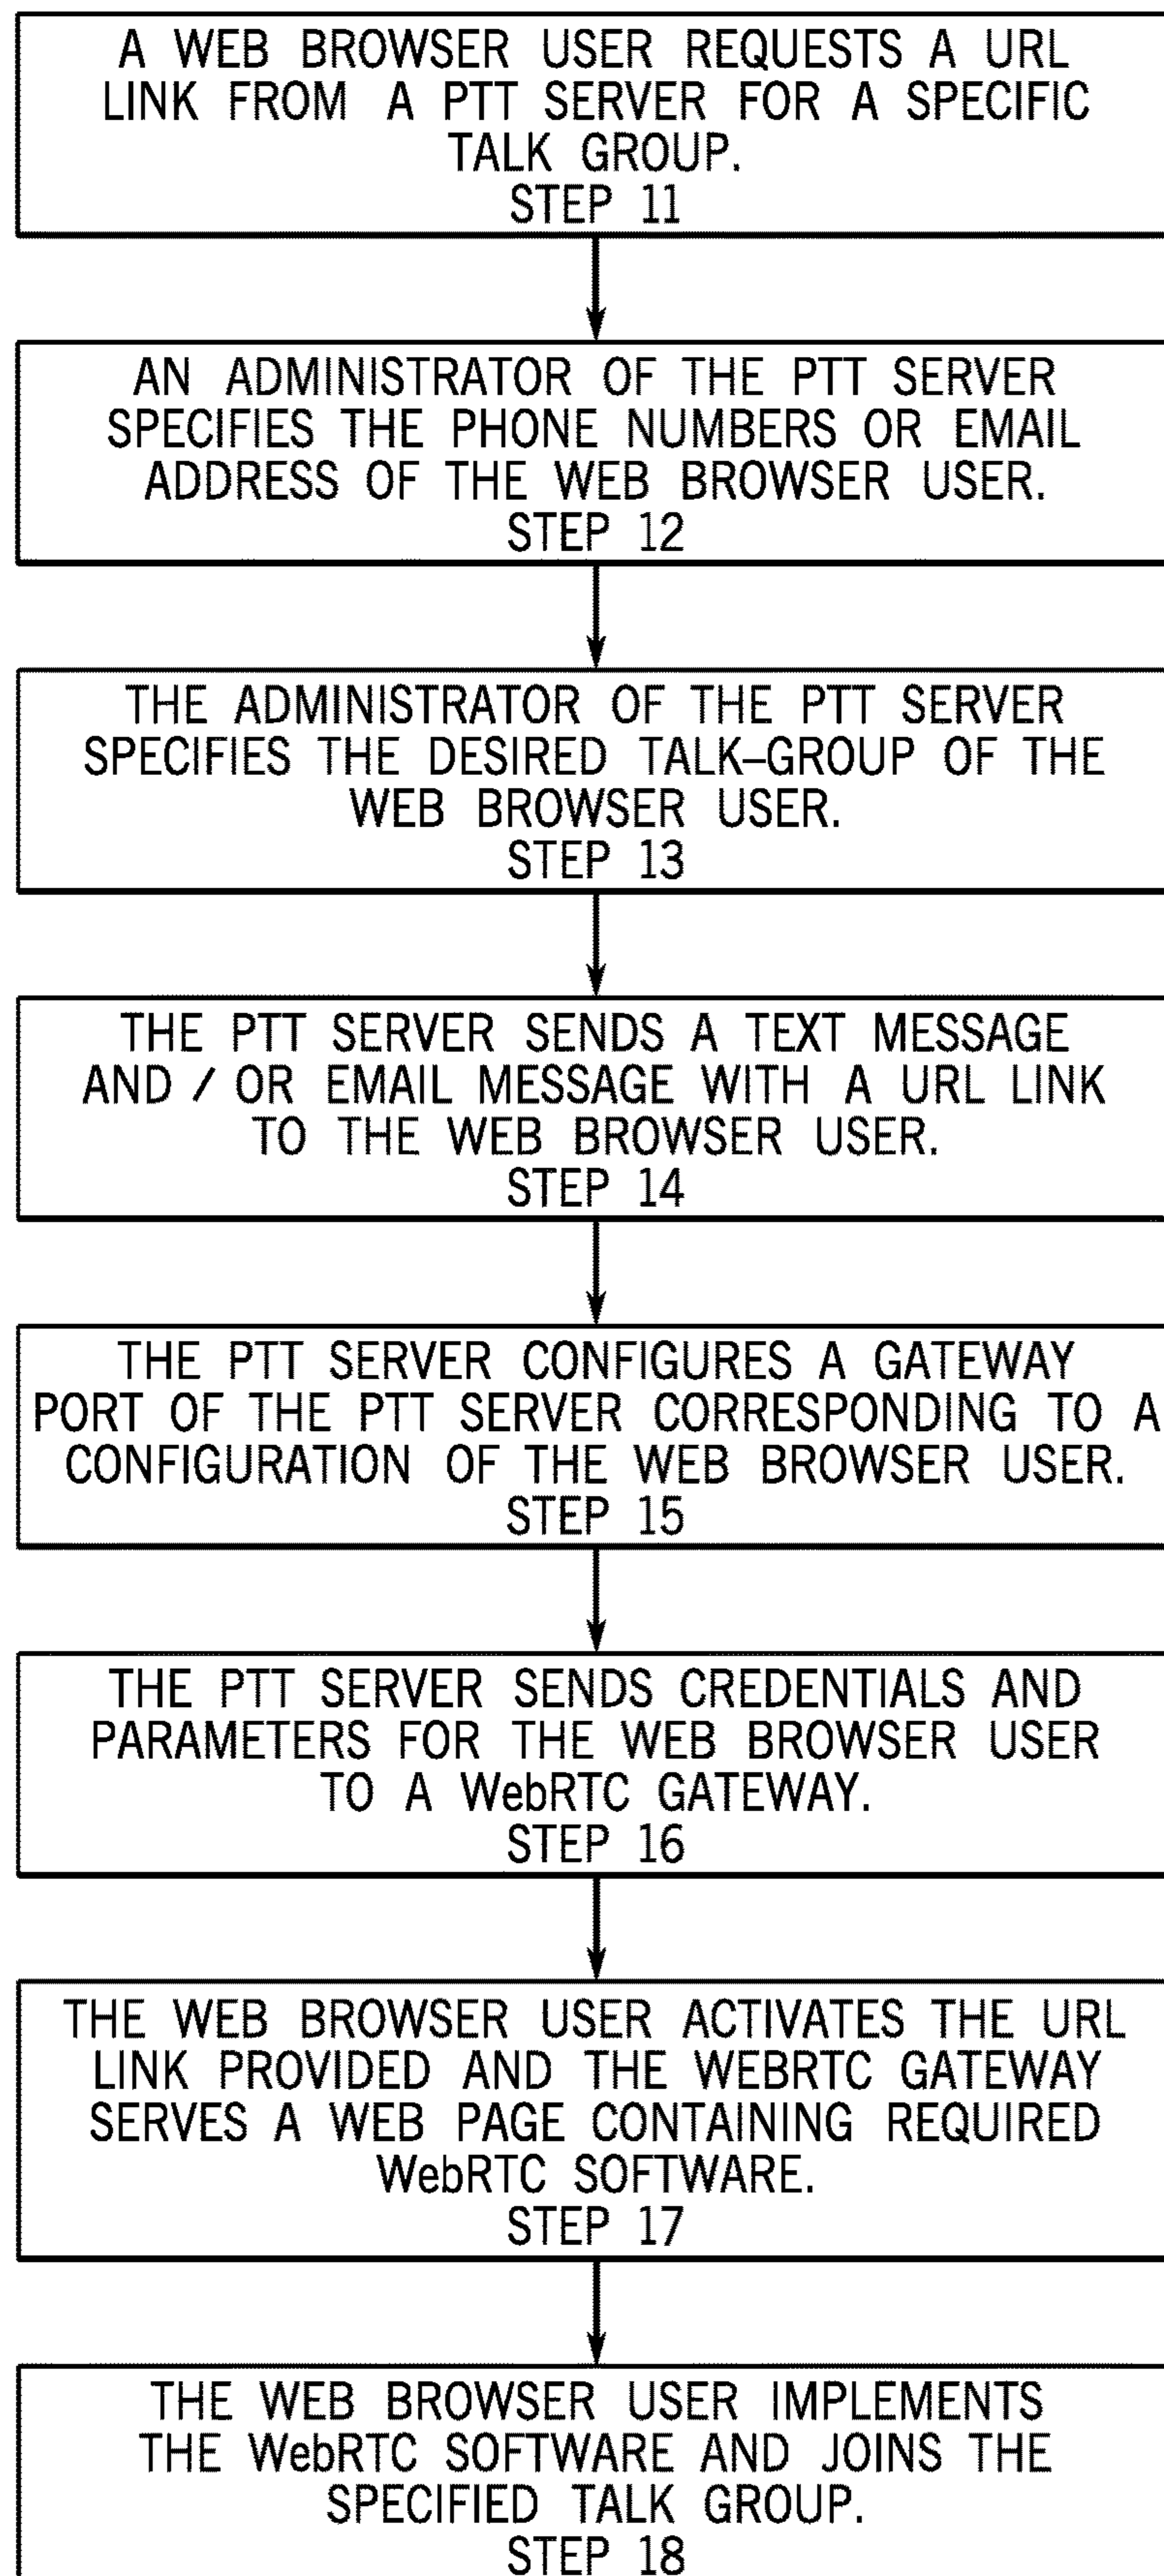 A WEB BROWSER USER REQUESTS A URL
LINK FROM A PTT SERVER FOR A SPECIFIC
TALK GROUP.
STEP 11
AN ADMINISTRATOR OF THE PTT SERVER
SPECIFIES THE PHONE NUMBERS OR EMAIL
ADDRESS OF THE WEB BROWSER USER.
STEP 12
THE ADMINISTRATOR OF THE PTT SERVER
SPECIFIES THE DESIRED TALK–GROUP OF THE
WEB BROWSER USER.
STEP 13
THE PTT SERVER SENDS A TEXT MESSAGE
AND / OR EMAIL MESSAGE WITH A URL LINK
TO THE WEB BROWSER USER.
STEP 14
THE PTT SERVER CONFIGURES A GATEWAY
PORT OF THE PTT SERVER CORRESPONDING TO A
CONFIGURATION OF THE WEB BROWSER USER.
STEP 15
THE PTT SERVER SENDS CREDENTIALS AND
PARAMETERS FOR THE WEB BROWSER USER
TO A WebRTC GATEWAY.
STEP 16
THE WEB BROWSER USER ACTIVATES THE URL
LINK PROVIDED AND THE WEBRTC GATEWAY
SERVES A WEB PAGE CONTAINING REQUIRED
WebRTC SOFTWARE.
STEP 17
THE WEB BROWSER USER IMPLEMENTS
THE WebRTC SOFTWARE AND JOINS THE
SPECIFIED TALK GROUP.
STEP 18